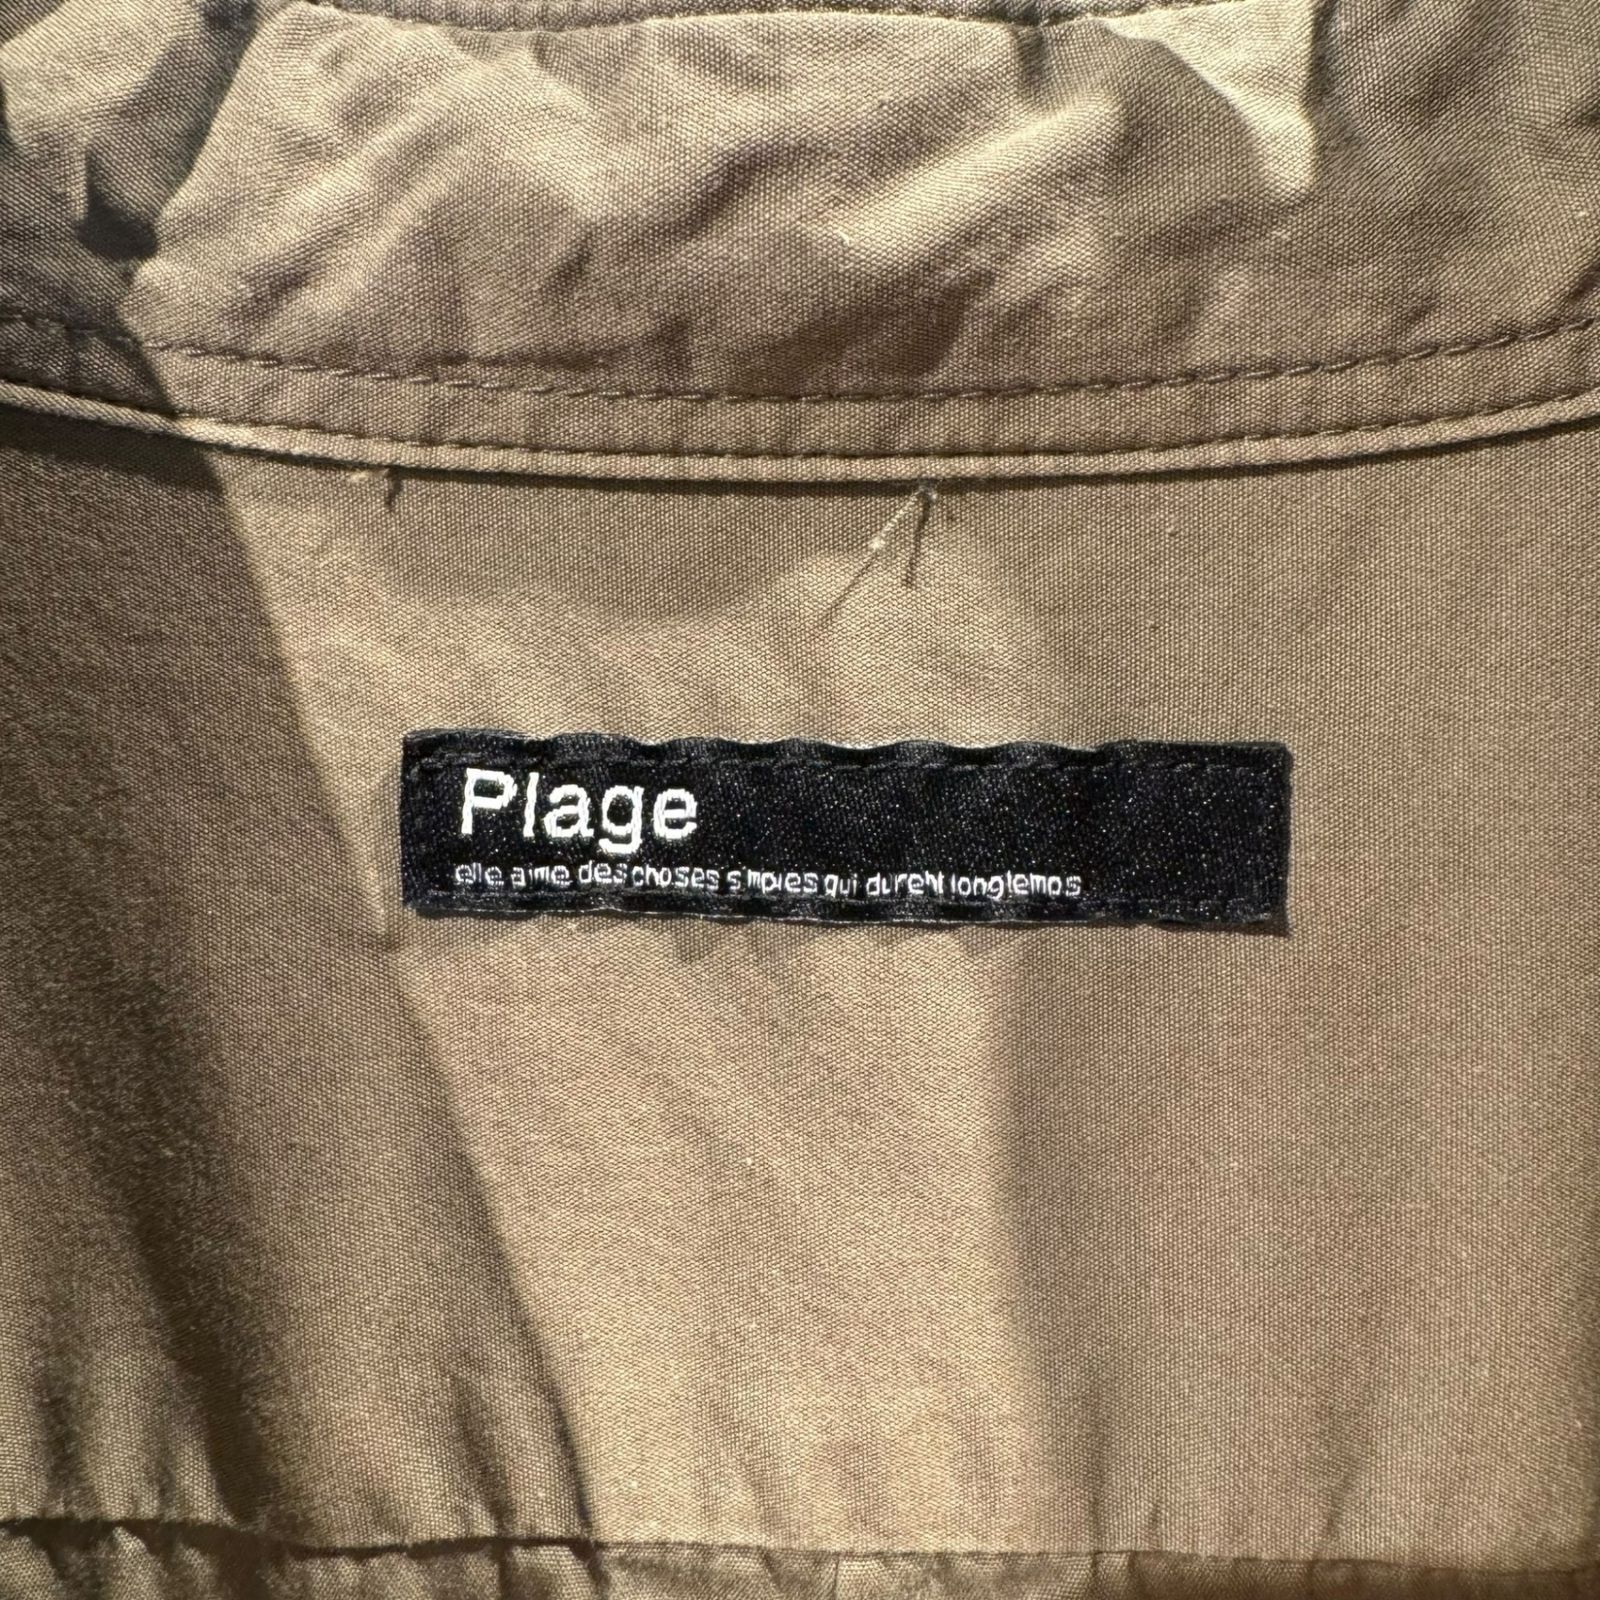 Plage
elle aime des choses simples qui durent longtemps